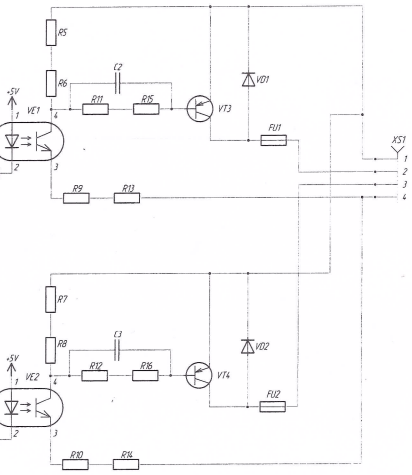 R5
+5V
R6
C2
VE1
1
4
R11
R15
VT3
VD1
FU1
XS1
1
2
3
2
3
4
R9
R13
R7
+5V
R8
C3
VE2
1
4
R12
R16
VT4
VD2
FU2
2
3
R10
R14